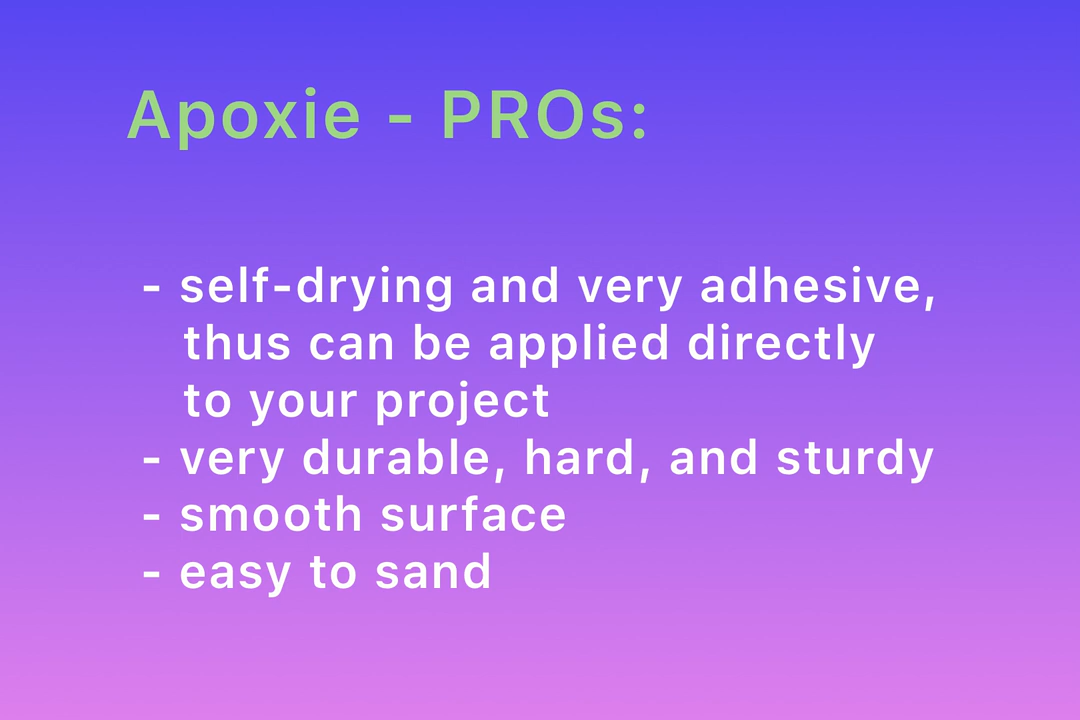 Apoxie - PROs:
- self-drying and very adhesive,
thus can be applied directly
to your project
- very durable, hard, and sturdy
- smooth surface
- easy to sand